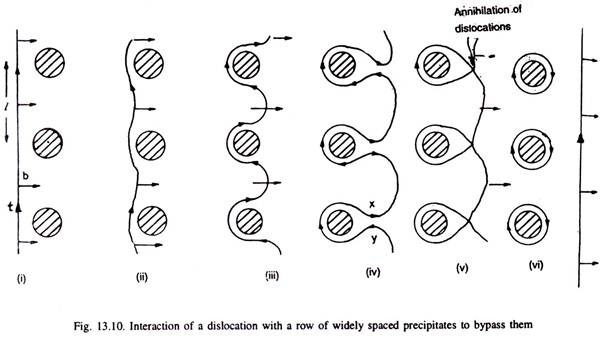 Annihilation of
dislocations
l
b
t
x
y
(i)
(ii)
(iii)
(iv)
(v)
(vi)
Fig. 13.10. Interaction of a dislocation with a row of widely spaced precipitates to bypass them